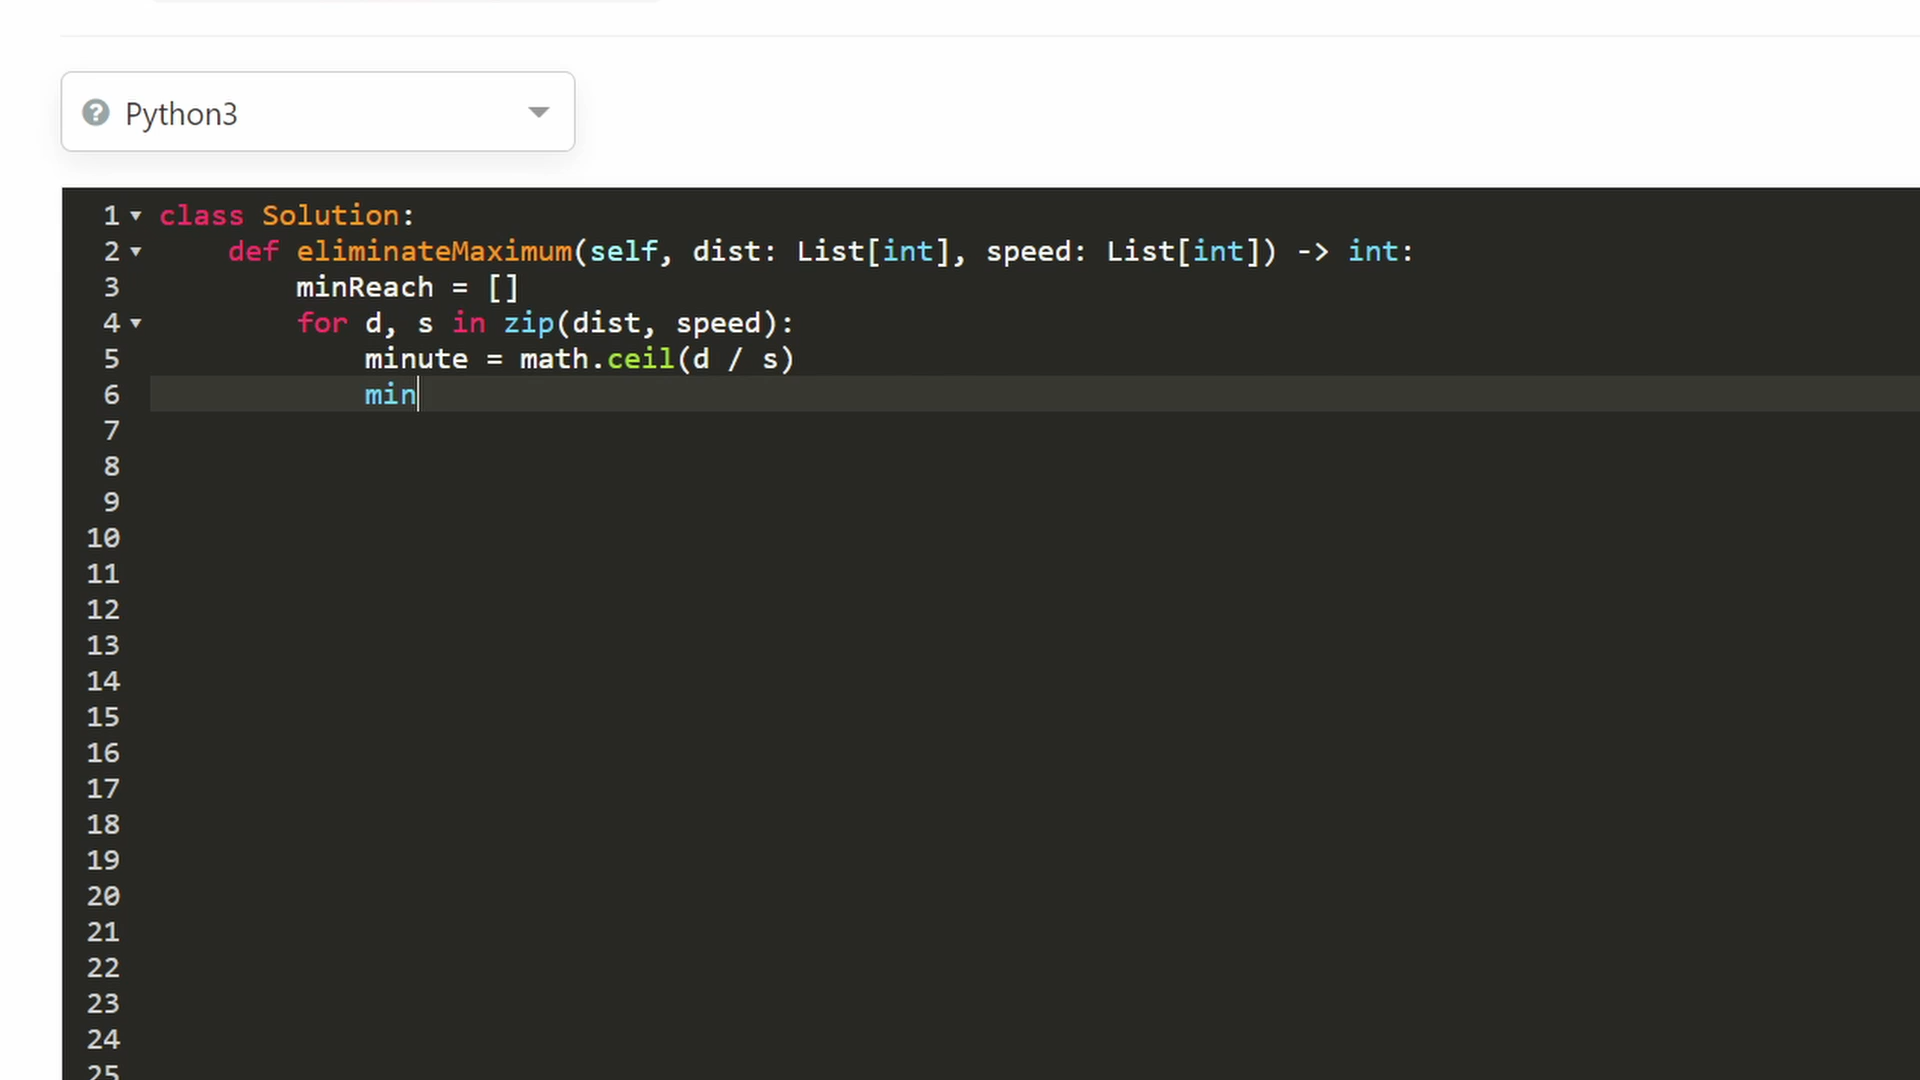 Python3
1 class Solution:
2 def eliminateMaximum(self, dist: List[int], speed: List[int]) -> int:
3 minReach = []
4 for d, s in zip(dist, speed):
5 minute = math.ceil(d / s)
6 min
7
8
9
10
11
12
13
14
15
16
17
18
19
20
21
22
23
24
25